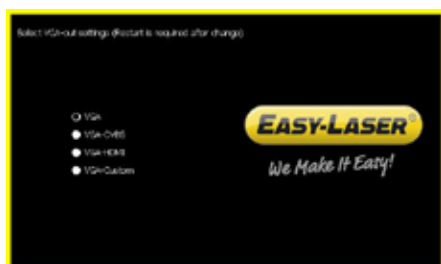 Select VGA-out settings (Restart is required after change)
VGA
VGA-CVBS
VGA-HDMI
VGA-Custom
EASY-LASER®
We Make It Easy!